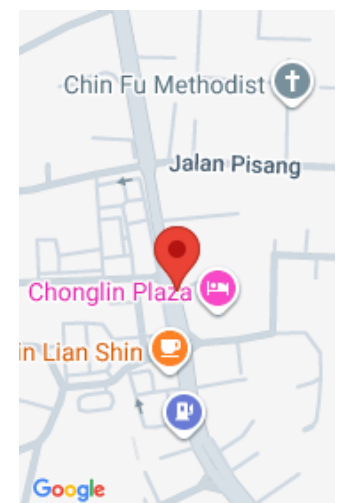 Chin Fu Methodist
Jalan Pisang
Chonglin Plaza
in Lian Shin
Google